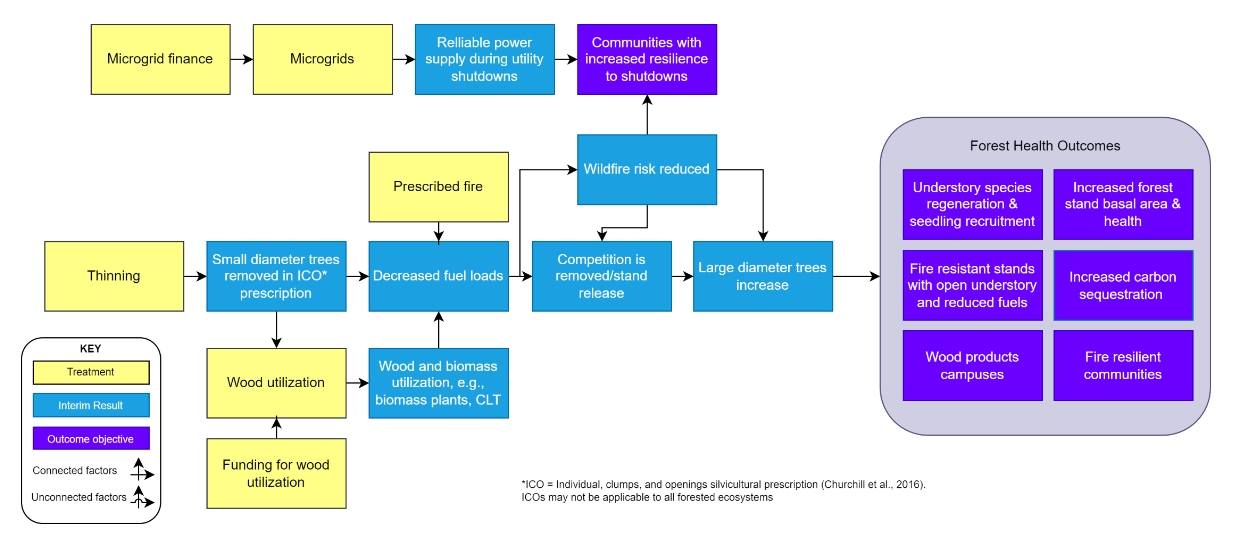 Microgrid finance
Microgrids
Relliable power
supply during utility
shutdowns
Communities with
increased resilience
to shutdowns
Wildfire risk reduced
Prescribed fire
Thinning
Small diameter trees
removed in ICO*
prescription
Decreased fuel loads
Competition is
removed/stand
release
Large diameter trees
increase
Wood utilization
Wood and biomass
utilization, e.g.,
biomass plants, CLT
Funding for wood
utilization
Forest Health Outcomes
Understory species
regeneration &
seedling recruitment
Increased forest
stand basal area &
health
Fire resistant stands
with open understory
and reduced fuels
Increased carbon
sequestration
Wood products
campuses
Fire resilient
communities
KEY
Treatment
Interim Result
Outcome objective
Connected factors
Unconnected factors
*ICO = Individual, clumps, and openings silvicultural prescription (Churchill et al., 2016).
ICOs may not be applicable to all forested ecosystems